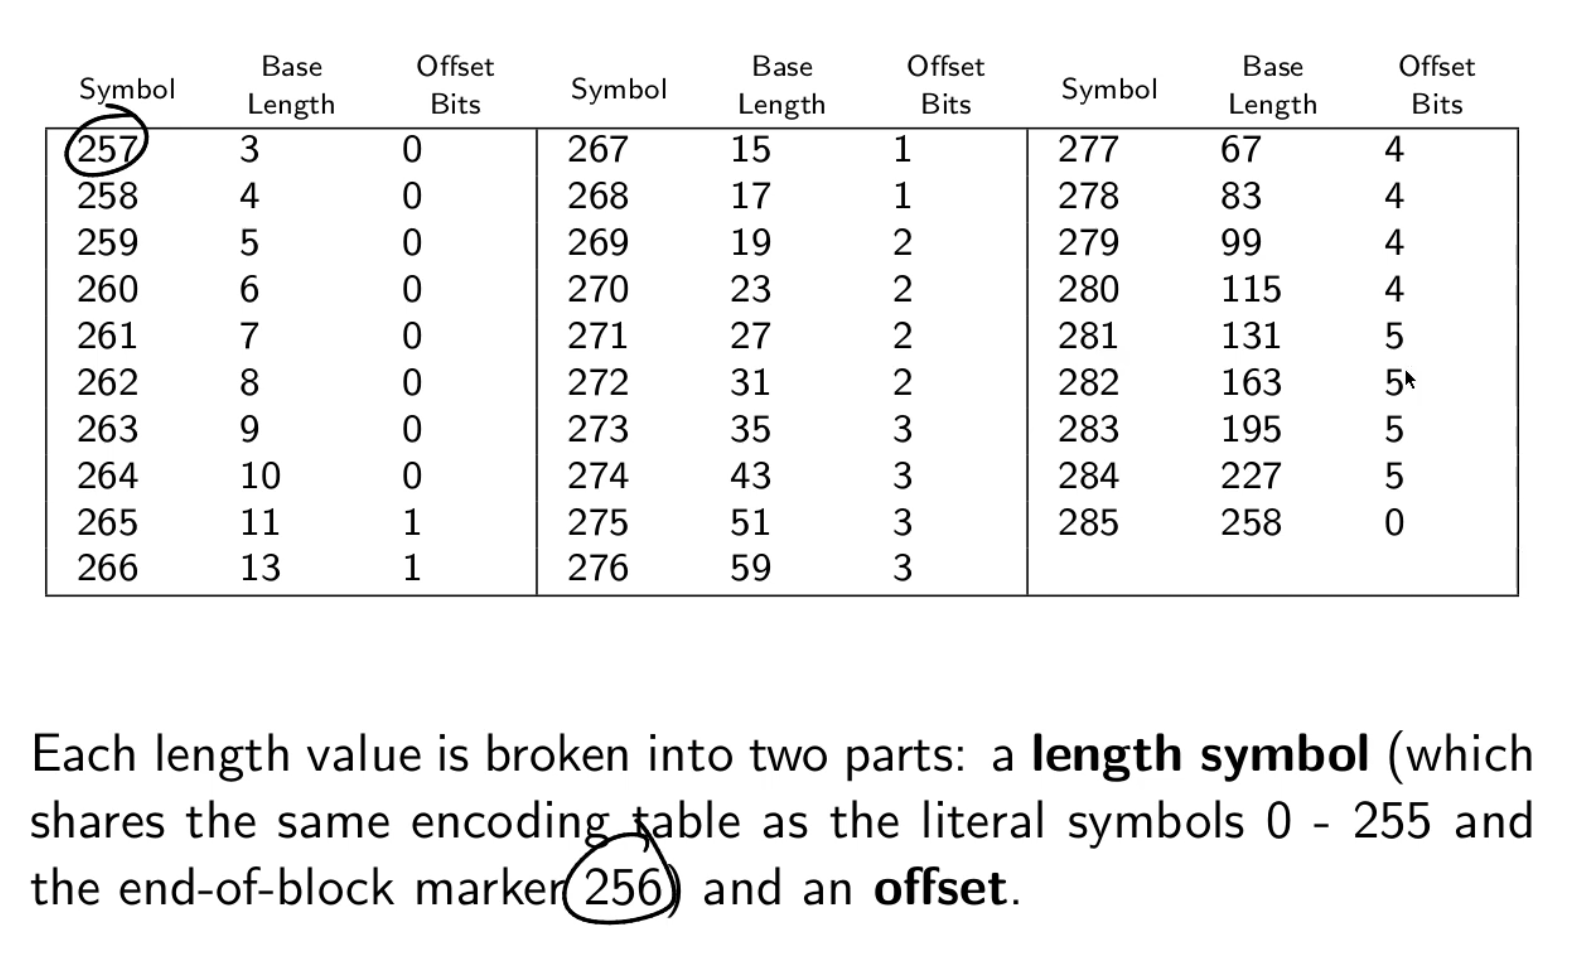 Symbol Base Length Offset Bits Symbol Base Length Offset Bits Symbol Base Length Offset Bits
257 3 0 267 15 1 277 67 4
258 4 0 268 17 1 278 83 4
259 5 0 269 19 2 279 99 4
260 6 0 270 23 2 280 115 4
261 7 0 271 27 2 281 131 5
262 8 0 272 31 2 282 163 5
263 9 0 273 35 3 283 195 5
264 10 0 274 43 3 284 227 5
265 11 1 275 51 3 285 258 0
266 13 1 276 59 3
Each length value is broken into two parts: a length symbol (which
shares the same encoding table as the literal symbols 0 - 255 and
the end-of-block marker 256) and an offset.